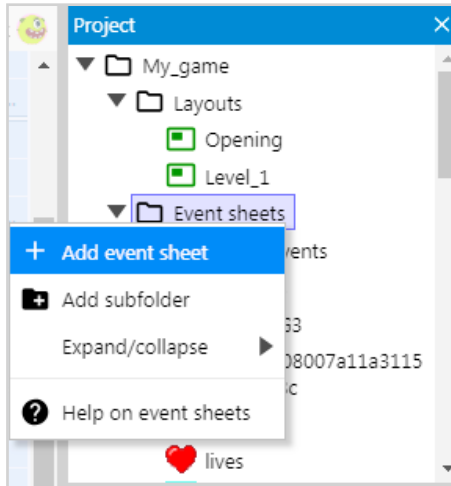 Project
My_game
Layouts
Opening
Level_1
Event sheets
Add event sheet
Add subfolder
Expand/collapse
Help on event sheets
lives